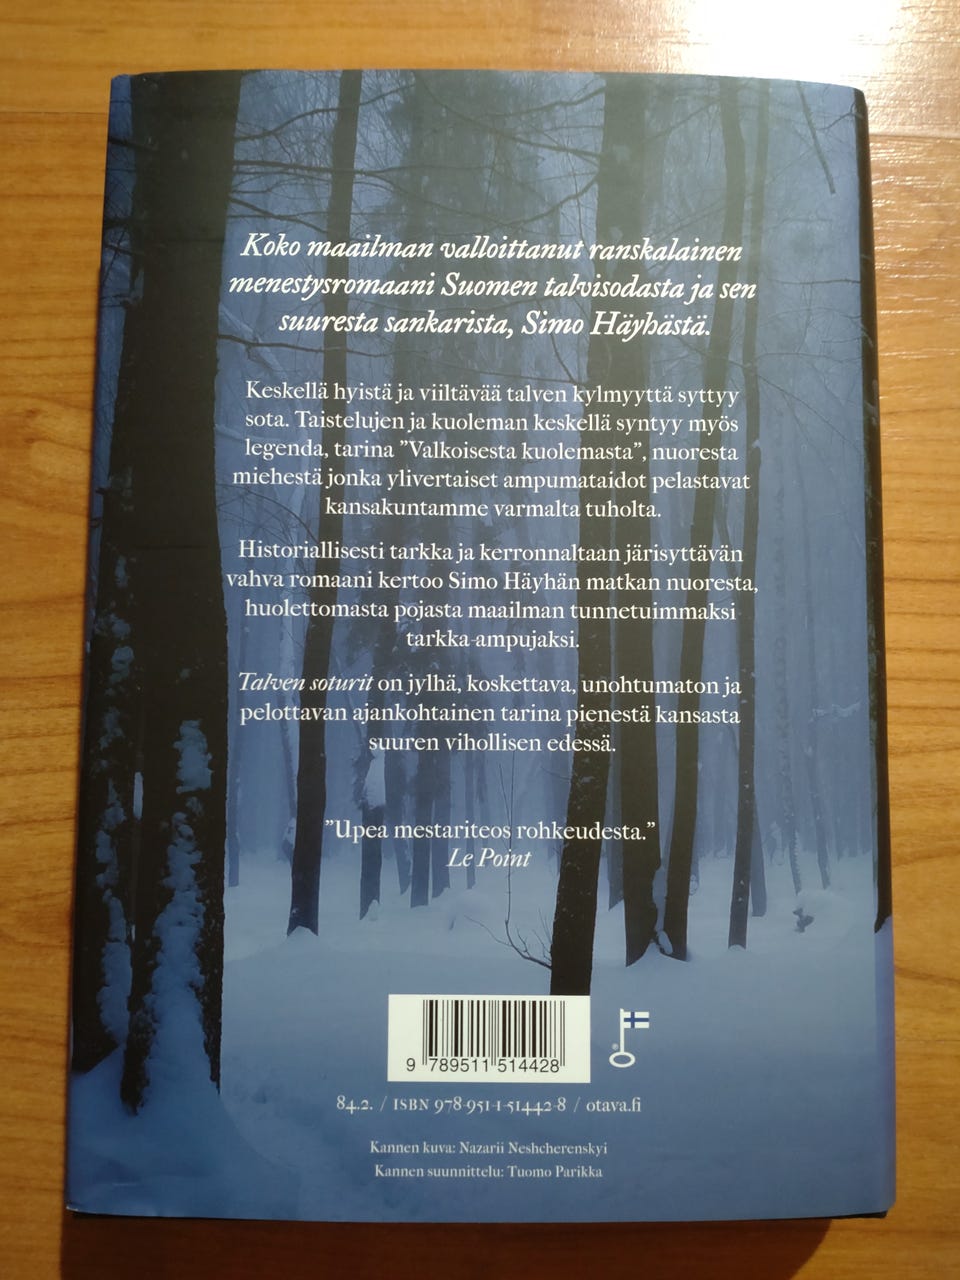 Koko maailman valloittanut ranskalainen
menestysromaani Suomen talvisodasta ja sen
suuresta sankarista, Simo Häyhästä.
Keskellä hyistä ja viiltävää talven kylmyyttä syttyy
sota. Taistelujen ja kuoleman keskellä syntyy myös
legenda, tarina ”Valkoisesta kuolemasta”, nuoresta
miehestä jonka ylivertaiset ampumataidot pelastavat
kansakuntamme varmalta tuholta.
Historiallisesti tarkka ja kerronnaltaan järisyttävän
vahva romaani kertoo Simo Häyhän matkan nuoresta,
huolettomasta pojasta maailman tunnetuimmaksi
tarkka-ampujaksi.
Talven soturit on jylhä, koskettava, unohtumaton ja
pelottavan ajankohtainen tarina pienestä kansasta
suuren vihollisen edessä.
”Upea mestariteos rohkeudesta.”
Le Point
9 789511 514428
®
84.2. / ISBN 978-951-1-51442-8 / otava.fi
Kannen kuva: Nazarii Neshcherenskyi
Kannen suunnittelu: Tuomo Parikka